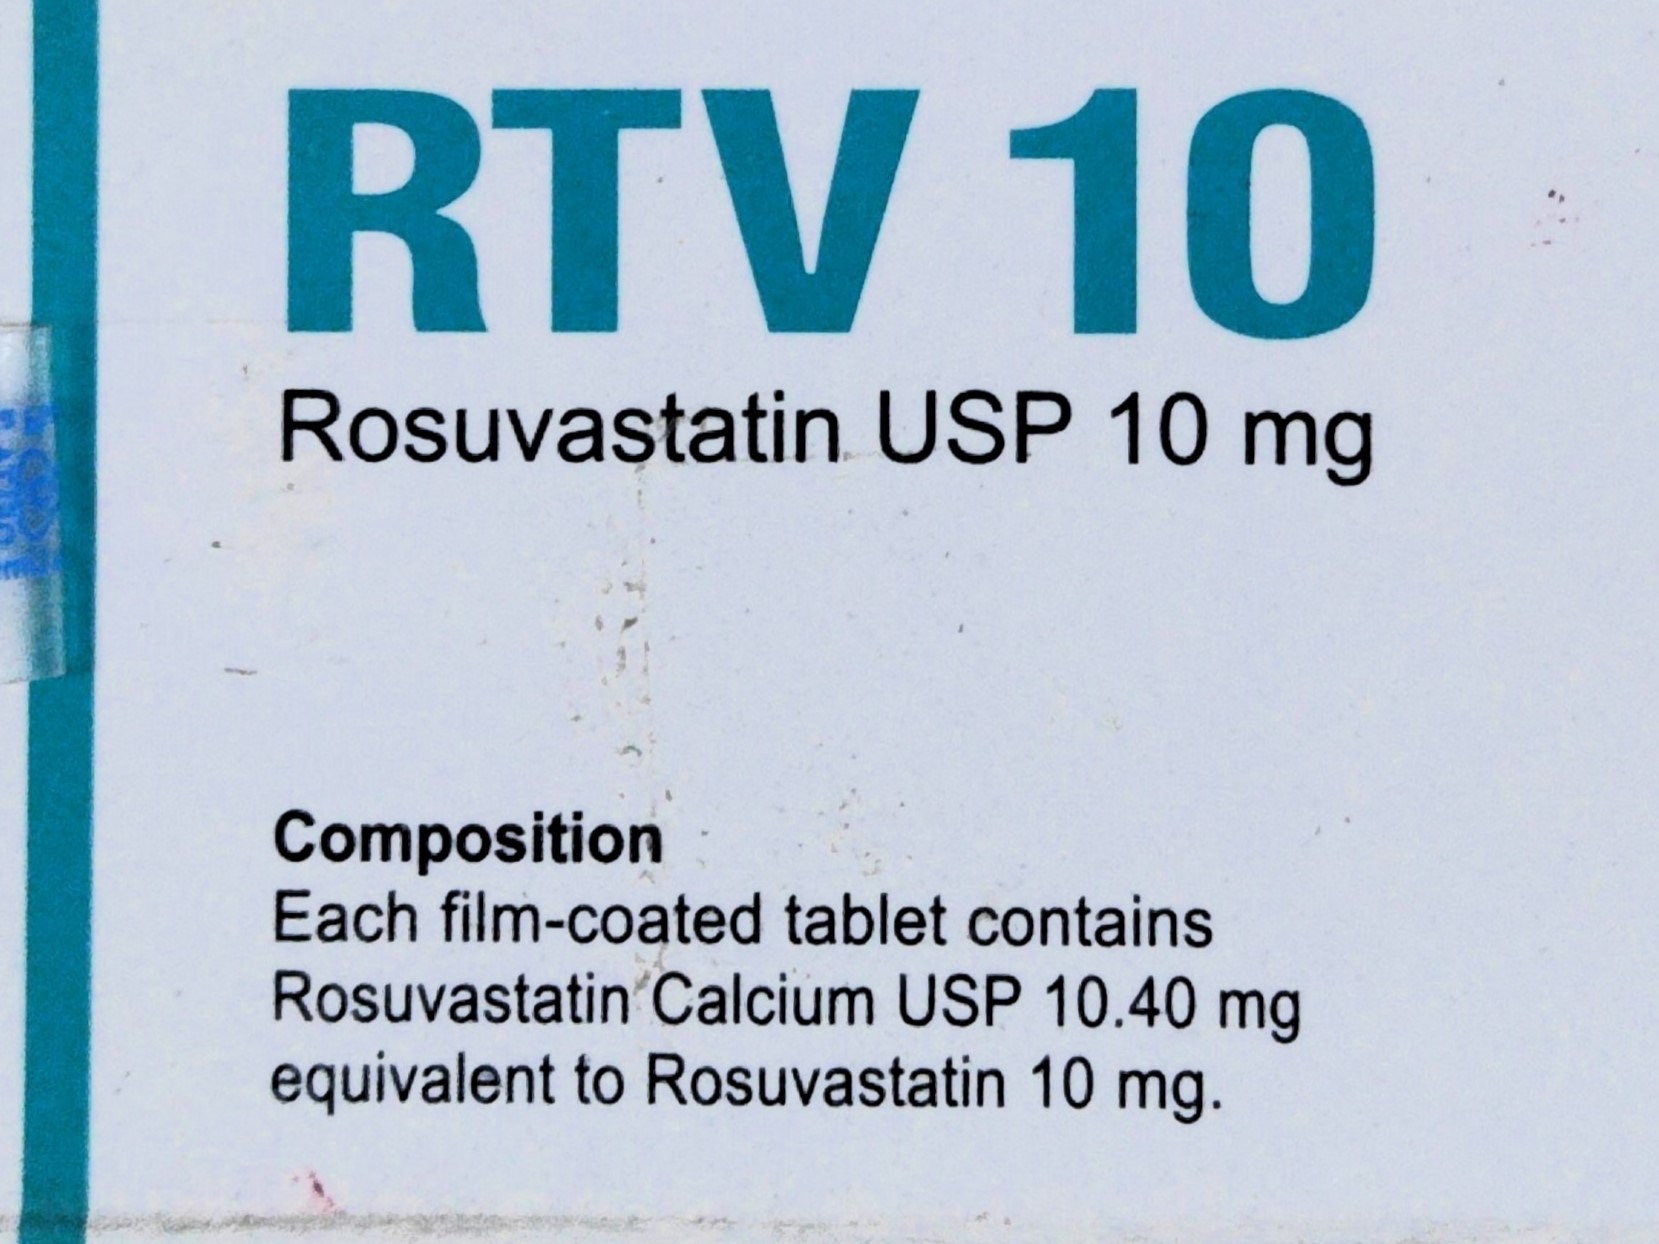 RTV 10
Rosuvastatin USP 10 mg
Composition
Each film-coated tablet contains
Rosuvastatin Calcium USP 10.40 mg
equivalent to Rosuvastatin 10 mg.